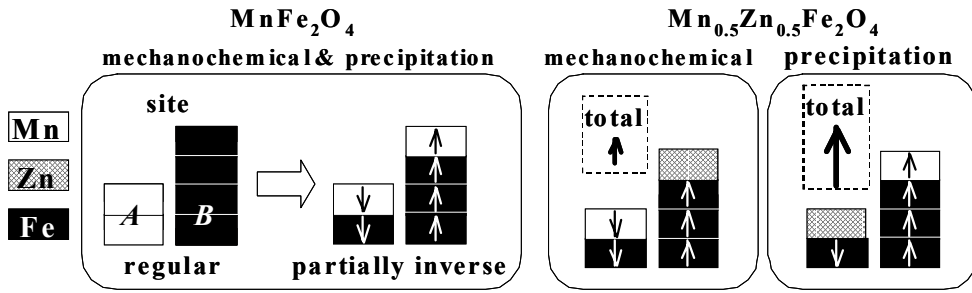 MnFe₂O₄
mechanochemical & precipitation
Mn₀.₅Zn₀.₅Fe₂O₄
mechanochemical
precipitation
Mn
Zn
Fe
site
A
B
regular
partially inverse
total
total